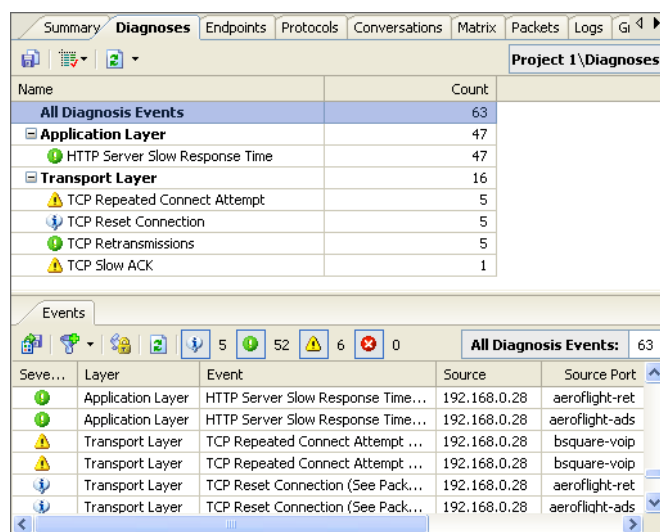 Summary Diagnoses Endpoints Protocols Conversations Matrix Packets Logs
Project 1\Diagnoses
Name Count
All Diagnosis Events 63
Application Layer 47
HTTP Server Slow Response Time 47
Transport Layer 16
TCP Repeated Connect Attempt 5
TCP Reset Connection 5
TCP Retransmissions 5
TCP Slow ACK 1
Events
5 52 6 0 All Diagnosis Events: 63
Seve... Layer Event Source Source Port
Application Layer HTTP Server Slow Response Time... 192.168.0.28 aeroflight-ret
Application Layer HTTP Server Slow Response Time... 192.168.0.28 aeroflight-ads
Transport Layer TCP Repeated Connect Attempt ... 192.168.0.28 bsquare-voip
Transport Layer TCP Repeated Connect Attempt ... 192.168.0.28 bsquare-voip
Transport Layer TCP Reset Connection (See Pack... 192.168.0.28 aeroflight-ret
Transport Layer TCP Reset Connection (See Pack... 192.168.0.28 aeroflight-ads